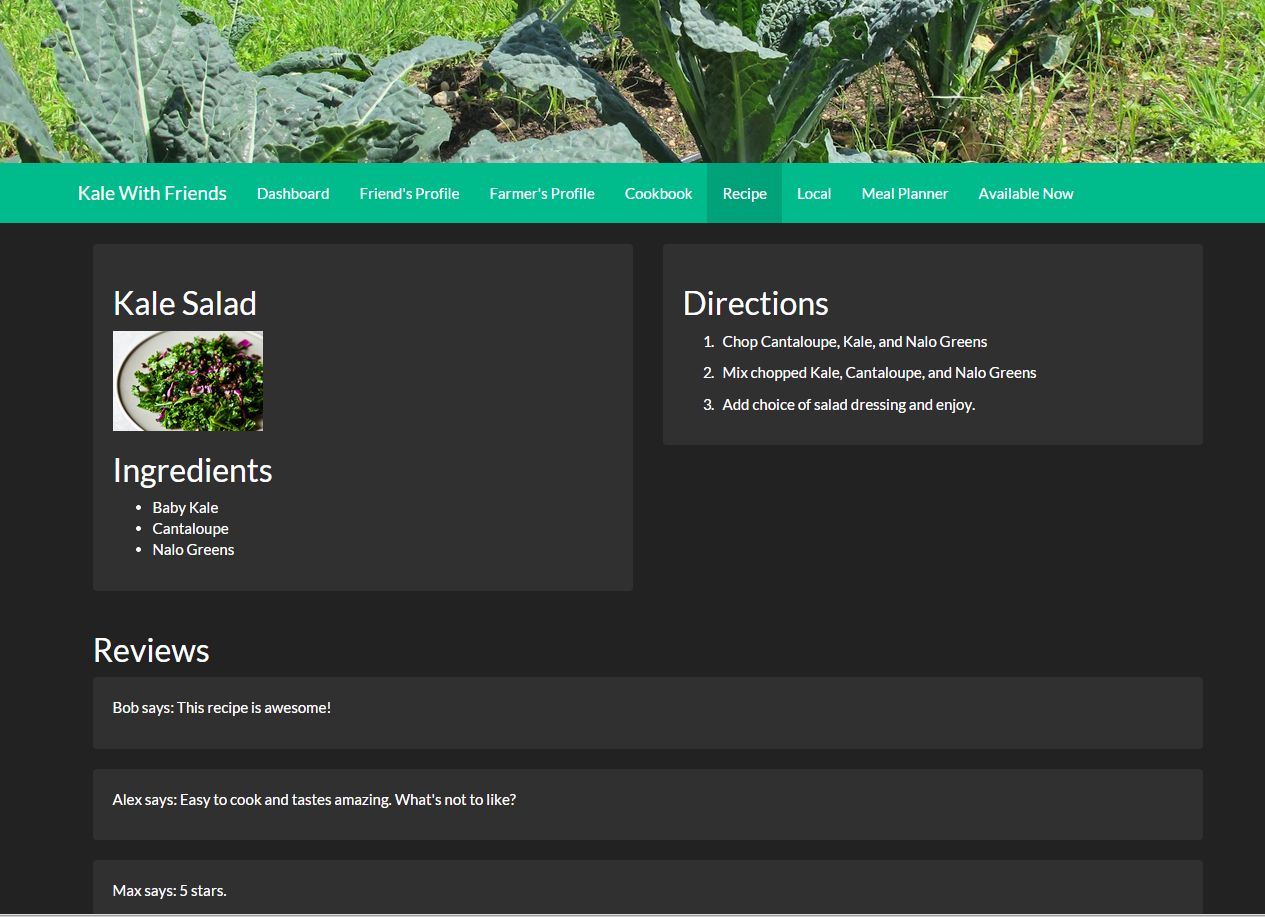 Kale With Friends Dashboard Friend's Profile Farmer's Profile Cookbook Recipe Local Meal Planner Available Now
Kale Salad
Ingredients
• Baby Kale
• Cantaloupe
• Nalo Greens
Directions
1. Chop Cantaloupe, Kale, and Nalo Greens
2. Mix chopped Kale, Cantaloupe, and Nalo Greens
3. Add choice of salad dressing and enjoy.
Reviews
Bob says: This recipe is awesome!
Alex says: Easy to cook and tastes amazing. What's not to like?
Max says: 5 stars.